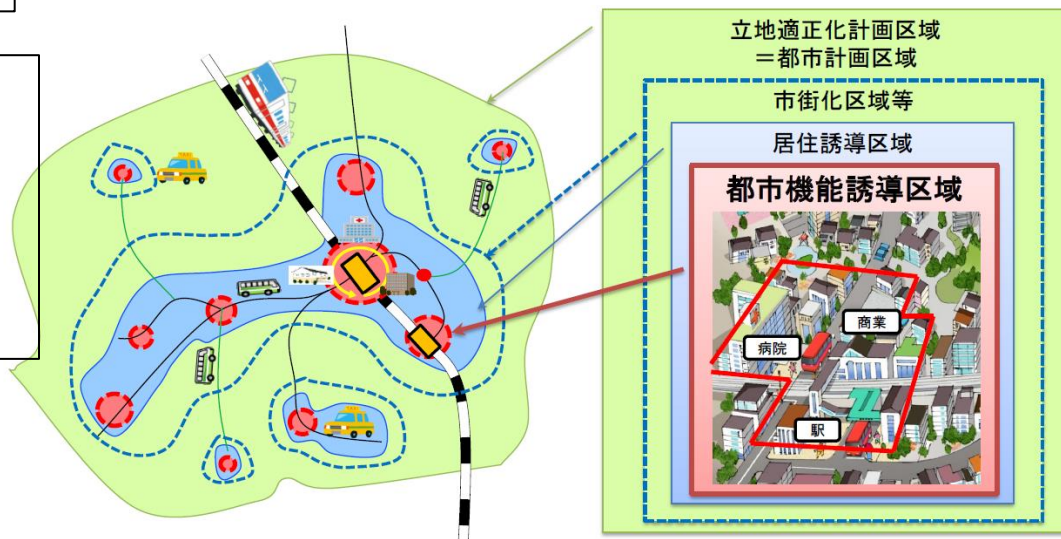 立地適正化計画区域
＝都市計画区域
市街化区域等
居住誘導区域
都市機能誘導区域
商業
病院
駅